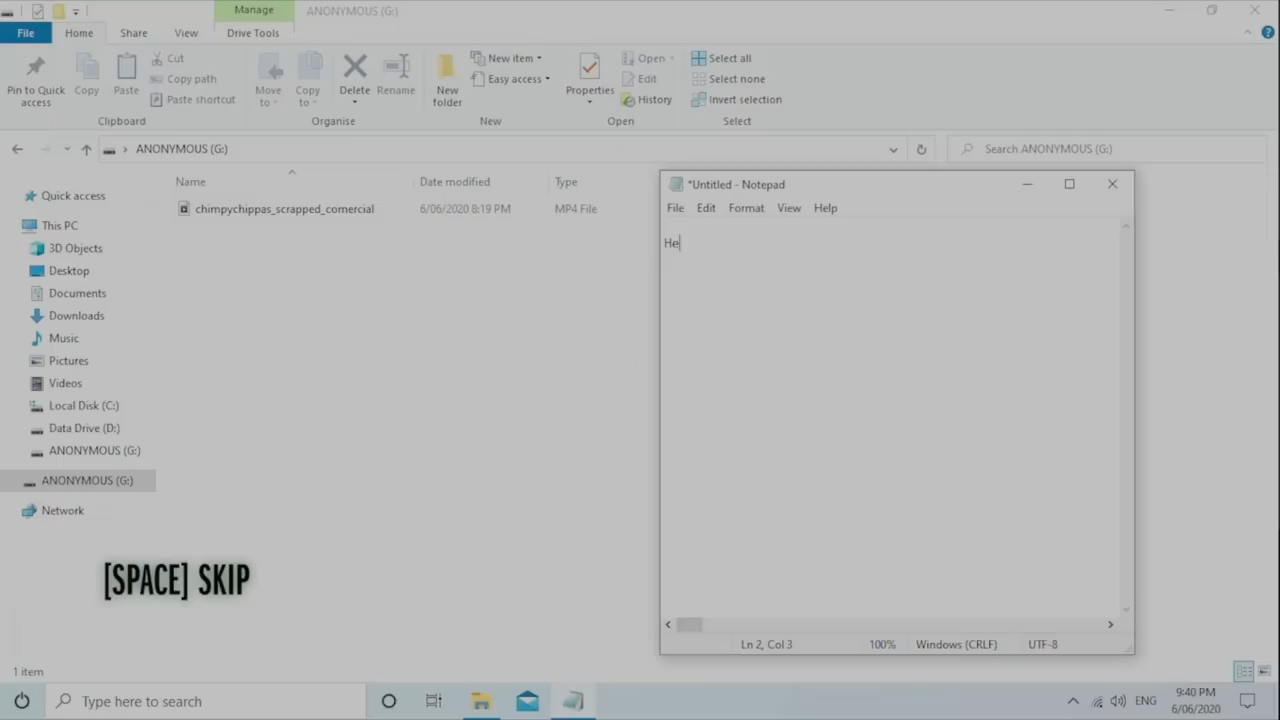 Manage
ANONYMOUS (G:)
File
Home
Share
View
Drive Tools
Pin to Quick access
Copy
Paste
Cut
Copy path
Paste shortcut
Clipboard
Move to
Copy to
Delete
Rename
Organise
New folder
New item
Easy access
New
Properties
Open
Edit
History
Open
Select all
Select none
Invert selection
Select
ANONYMOUS (G:)
Search ANONYMOUS (G:)
Name
Date modified
Type
chimpychippas_scrapped_comercial
6/06/2020 8:19 PM
MP4 File
Quick access
This PC
3D Objects
Desktop
Documents
Downloads
Music
Pictures
Videos
Local Disk (C:)
Data Drive (D:)
ANONYMOUS (G:)
ANONYMOUS (G:)
Network
*Untitled - Notepad
File Edit Format View Help
He
Ln 2, Col 3
100%
Windows (CRLF)
UTF-8
[SPACE] SKIP
1 item
Type here to search
ENG
9:40 PM
6/06/2020